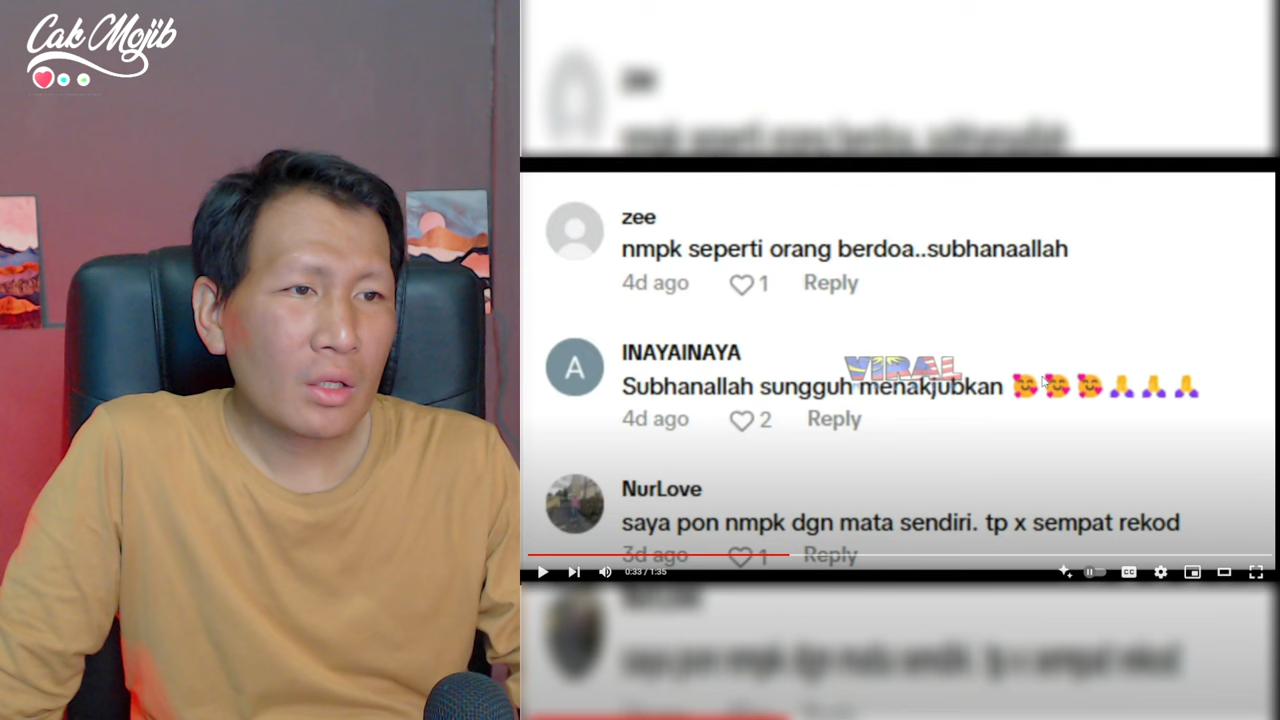 Cak Mojib
zee
nmpk seperti orang berdoa..subhanaallah
4d ago 1 Reply
A INAYAINAYA
VIRAL
Subhanallah sungguh menakjubkan 🥰🥰🥰🙏🙏🙏
4d ago 2 Reply
NurLove
saya pon nmpk dgn mata sendiri. tp x sempat rekod
3d ago 1 Reply
0:33 / 1:35
CC